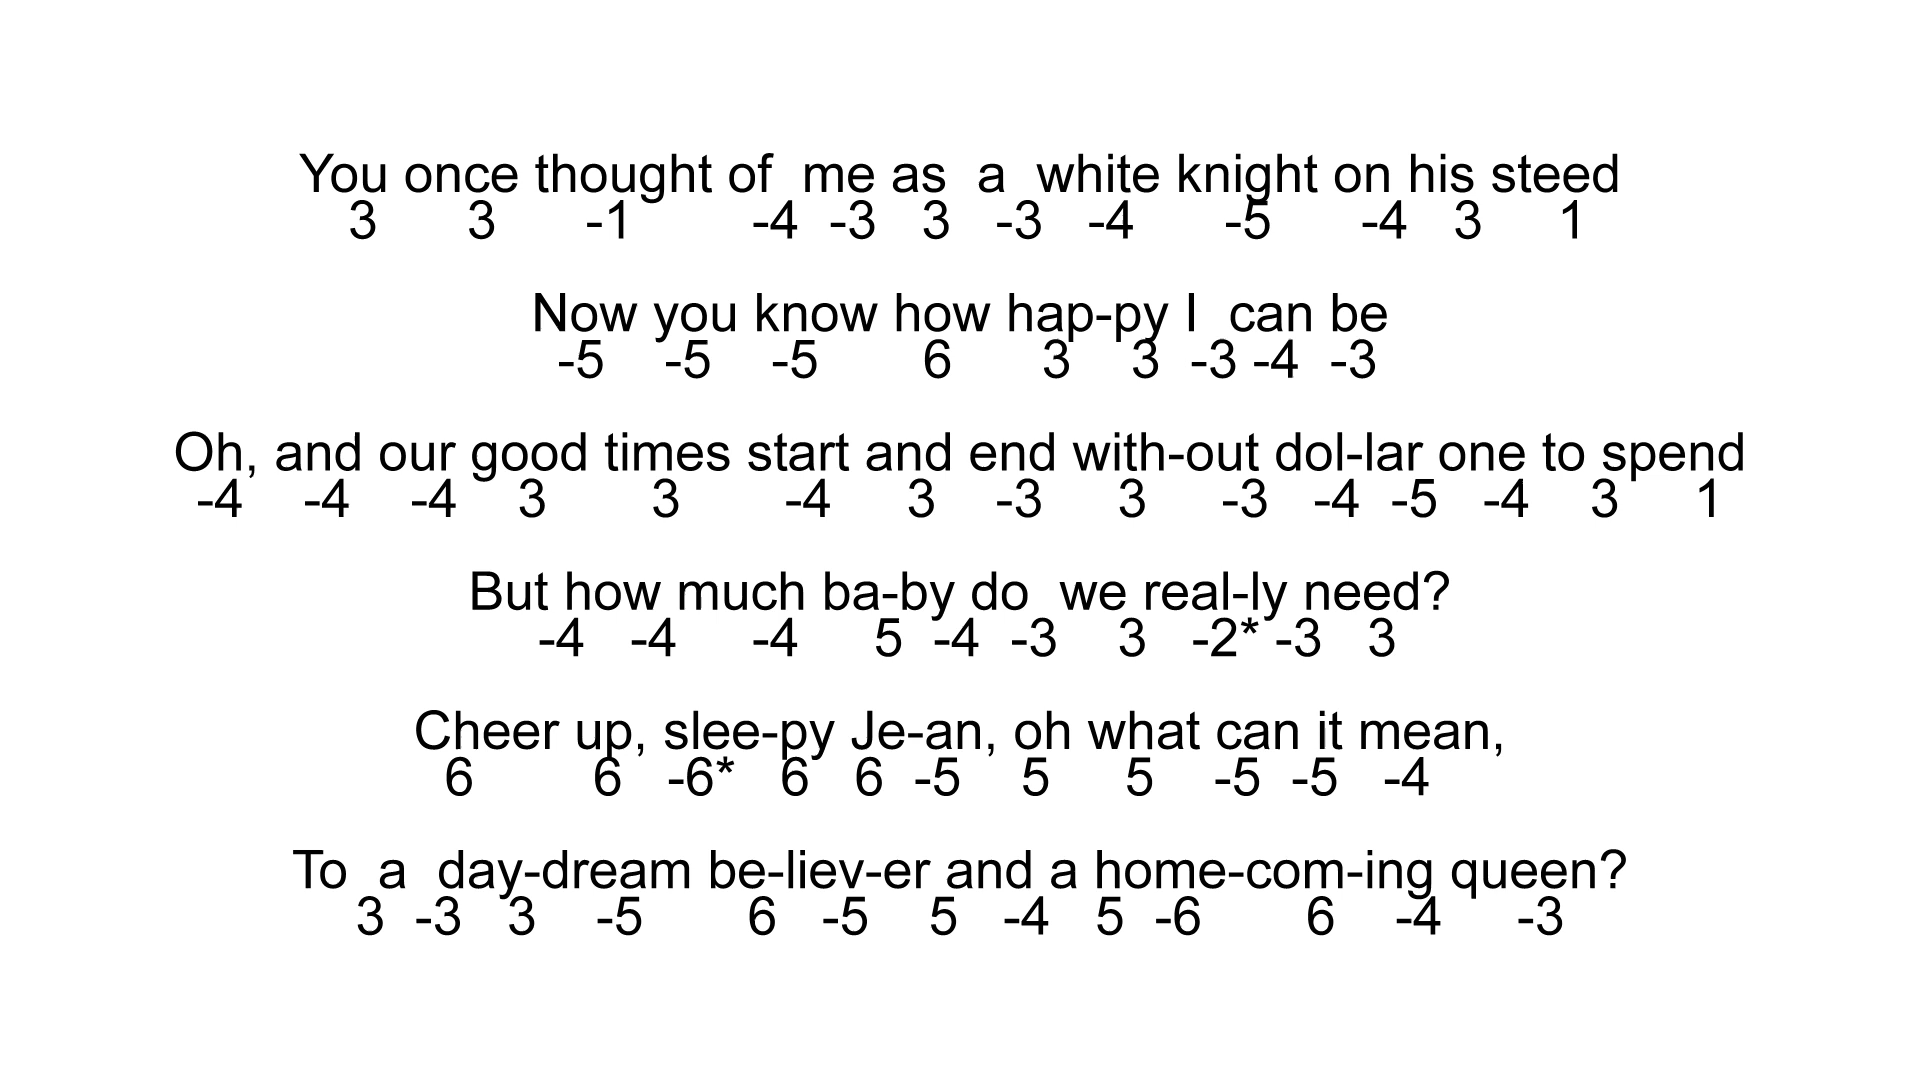 You once thought of me as a white knight on his steed
3 3 -1 -4 -3 3 -3 -4 -5 -4 3 1
Now you know how hap-py I can be
-5 -5 -5 6 3 3 -3 -4 -3
Oh, and our good times start and end with-out dol-lar one to spend
-4 -4 -4 3 3 -4 3 -3 3 -3 -4 -5 -4 3 1
But how much ba-by do we real-ly need?
-4 -4 -4 5 -4 -3 3 -2* -3 3
Cheer up, slee-py Je-an, oh what can it mean,
6 6 -6* 6 6 -5 5 5 -5 -5 -4
To a day-dream be-liev-er and a home-com-ing queen?
3 -3 3 -5 6 -5 5 -4 5 -6 6 -4 -3